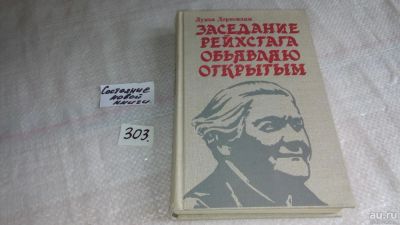 Луиза Дорнеманн
ЗАСЕДАНИЕ
РЕЙХСТАГА
ОБЪЯВЛЯЮ
ОТКРЫТЫМ
Состояние
новой
книги
303.
au.ru